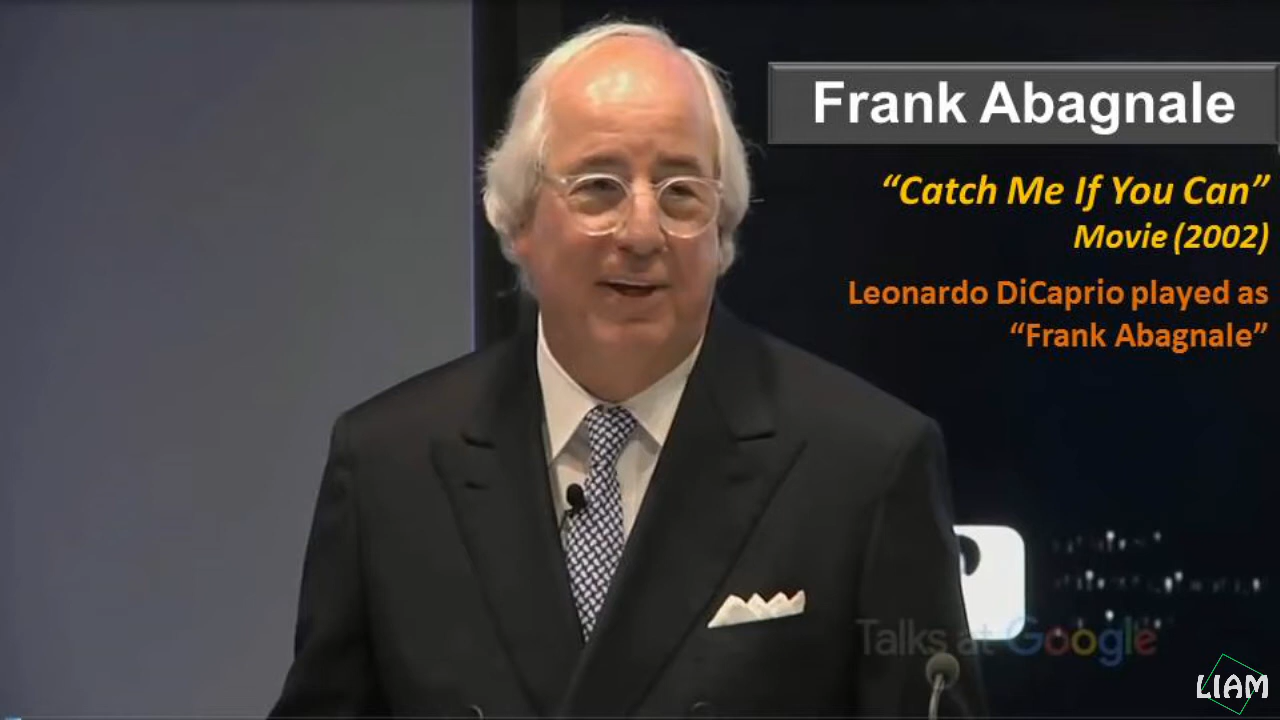 Frank Abagnale
“Catch Me If You Can”
Movie (2002)
Leonardo DiCaprio played as
“Frank Abagnale”
Talks at Google
LIAM